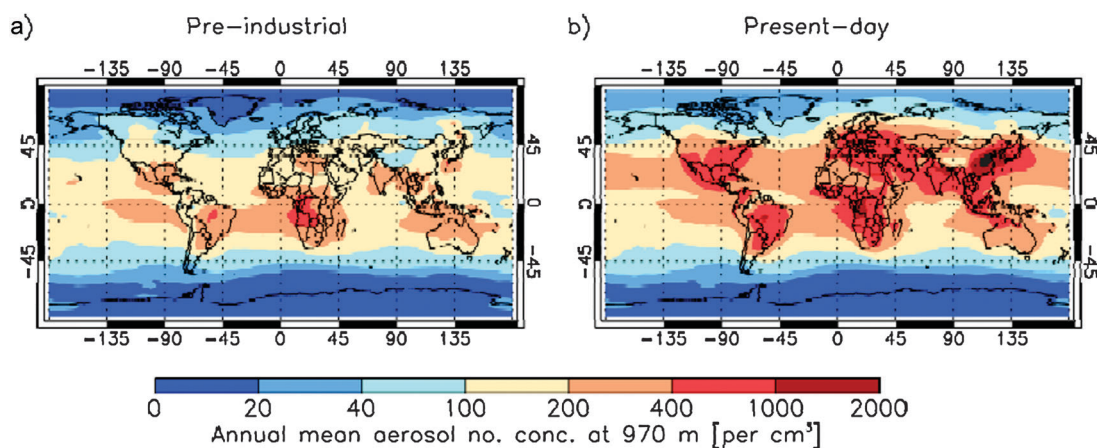 a) Pre-industrial
b) Present-day
-135 -90 -45 0 45 90 135
-135 -90 -45 0 45 90 135
45 45
0 0
-45 -45
45 45
0 0
-45 -45
-135 -90 -45 0 45 90 135
-135 -90 -45 0 45 90 135
0 20 40 100 200 400 1000 2000
Annual mean aerosol no. conc. at 970 m [per cm³]